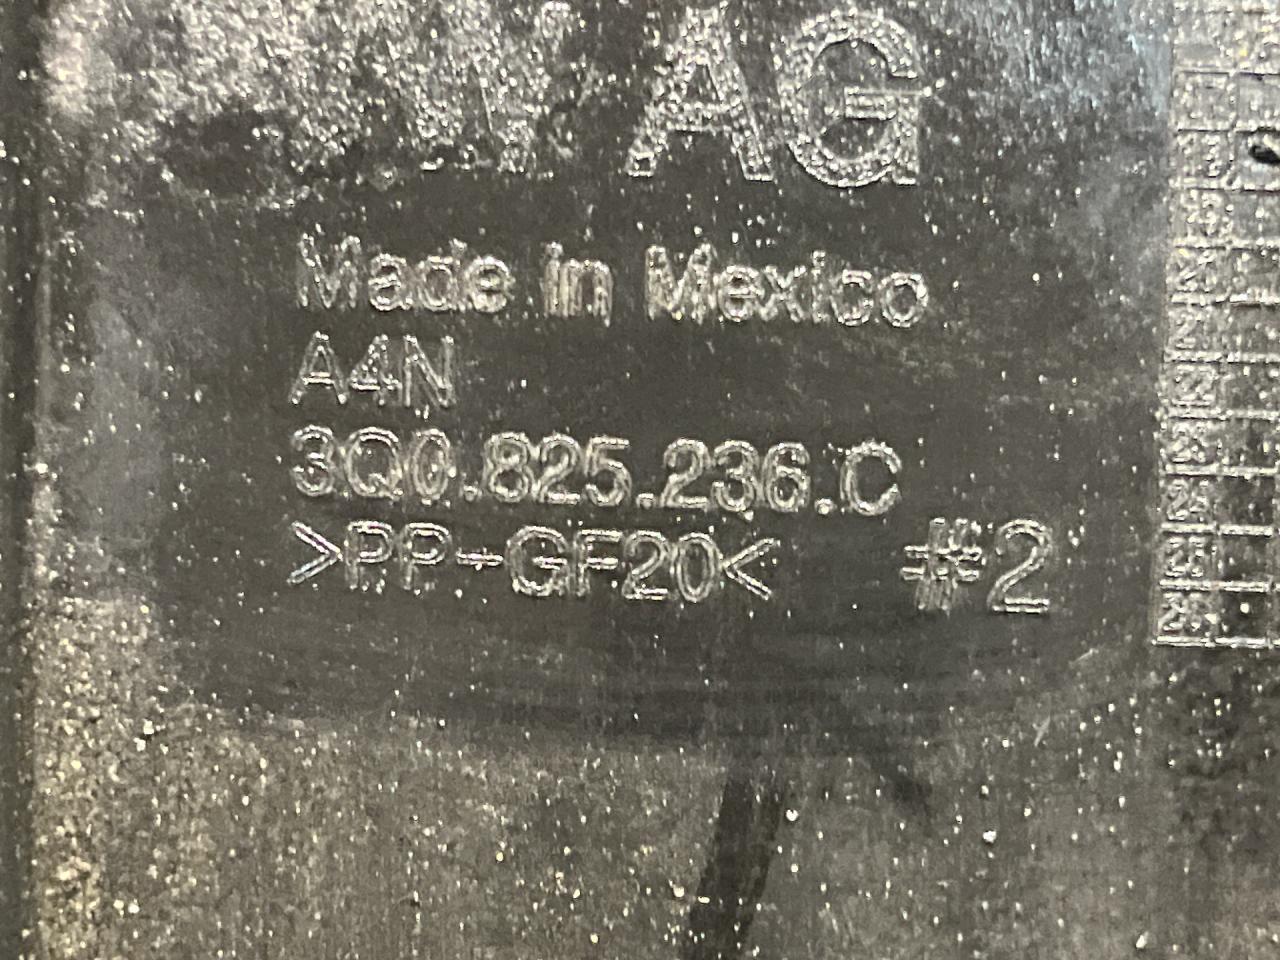 AG
Made in Mexico
A4N
3Q0.825.236.C
>PP-GF20< #2